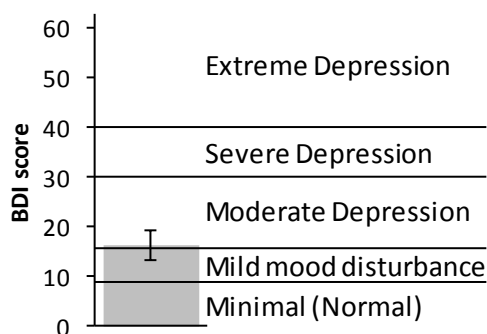 60
50
40
30
20
10
0
BDI score
Extreme Depression
Severe Depression
Moderate Depression
Mild mood disturbance
Minimal (Normal)